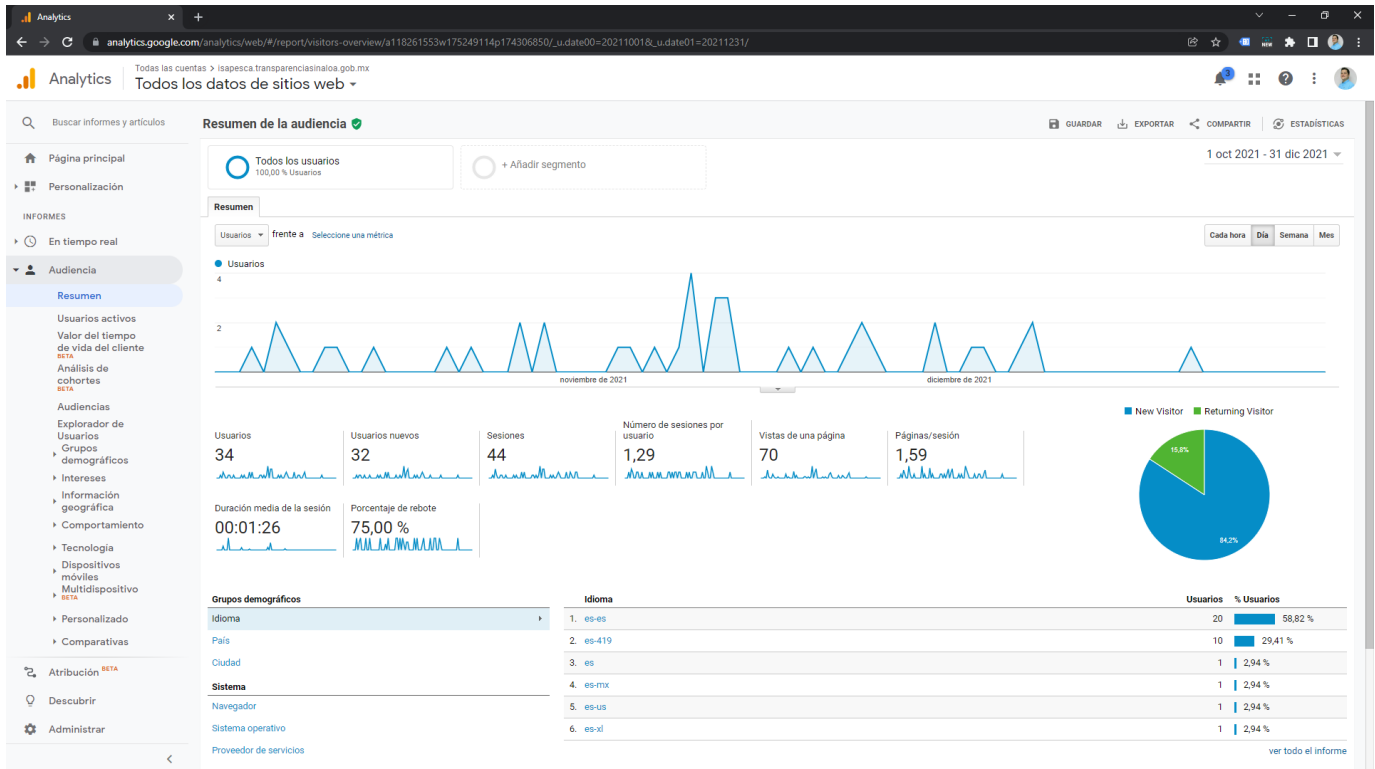 Analytics
analytics.google.com/analytics/web/#/report/visitors-overview/a118261553w175249114p174306850/_u.date00=20211001&_u.date01=20211231/
NEW
Analytics
Todas las cuentas > isapesca.transparenciasinaloa.gob.mx
Todos los datos de sitios web
3
Buscar informes y artículos
Página principal
Personalización
INFORMES
En tiempo real
Audiencia
Resumen
Usuarios activos
Valor del tiempo
de vida del cliente
BETA
Análisis de
cohortes
BETA
Audiencias
Explorador de
Usuarios
Grupos
demográficos
Intereses
Información
geográfica
Comportamiento
Tecnología
Dispositivos
móviles
Multidispositivo
BETA
Personalizado
Comparativas
Atribución BETA
Descubrir
Administrar
Resumen de la audiencia
GUARDAR
EXPORTAR
COMPARTIR
ESTADÍSTICAS
Todos los usuarios
100,00 % Usuarios
+ Añadir segmento
1 oct 2021 - 31 dic 2021
Resumen
Usuarios frente a Seleccione una métrica
Cada hora Día Semana Mes
Usuarios
4
2
noviembre de 2021
diciembre de 2021
New Visitor Returning Visitor
15,8%
84,2%
Usuarios
34
Usuarios nuevos
32
Sesiones
44
Número de sesiones por
usuario
1,29
Vistas de una página
70
Páginas/sesión
1,59
Duración media de la sesión
00:01:26
Porcentaje de rebote
75,00 %
Grupos demográficos
Idioma
País
Ciudad
Sistema
Navegador
Sistema operativo
Proveedor de servicios
Idioma Usuarios % Usuarios
1. es-es 20 58,82 %
2. es-419 10 29,41 %
3. es 1 2,94 %
4. es-mx 1 2,94 %
5. es-us 1 2,94 %
6. es-xl 1 2,94 %
ver todo el informe